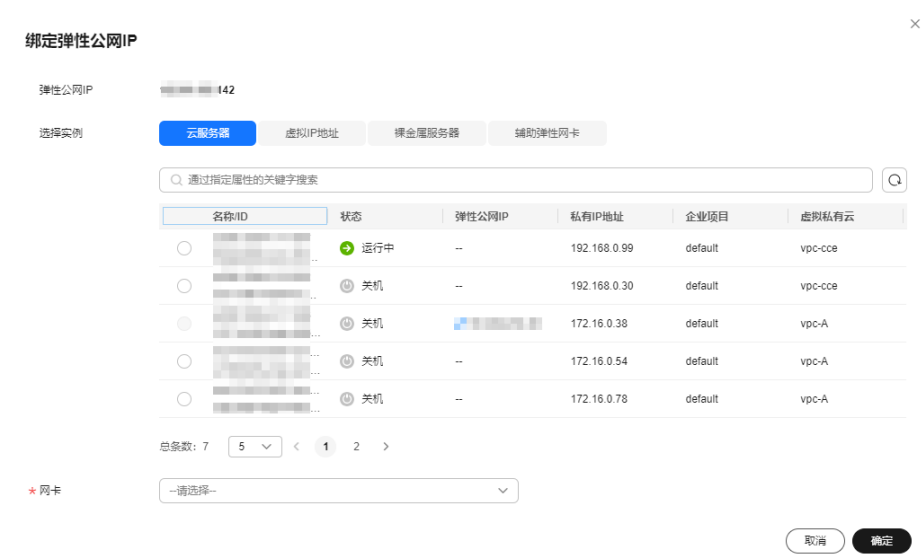 绑定弹性公网IP
弹性公网IP 142
选择实例 云服务器 虚拟IP地址 裸金属服务器 辅助弹性网卡
通过指定属性的关键字搜索
名称/ID 状态 弹性公网IP 私有IP地址 企业项目 虚拟私有云
运行中 -- 192.168.0.99 default vpc-cce
关机 -- 192.168.0.30 default vpc-cce
关机 172.16.0.38 default vpc-A
关机 -- 172.16.0.54 default vpc-A
关机 -- 172.16.0.78 default vpc-A
总条数: 7 5 1 2
* 网卡 --请选择--
取消 确定